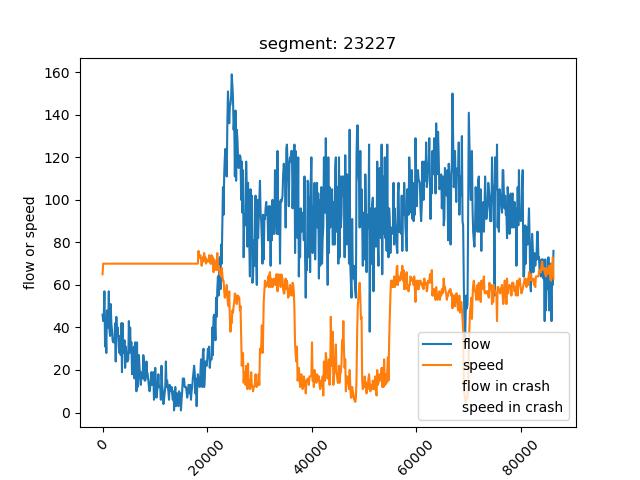 segment: 23227
160
140
120
100
80
60
40
20
0
flow or speed
flow
speed
flow in crash
speed in crash
0
20000
40000
60000
80000